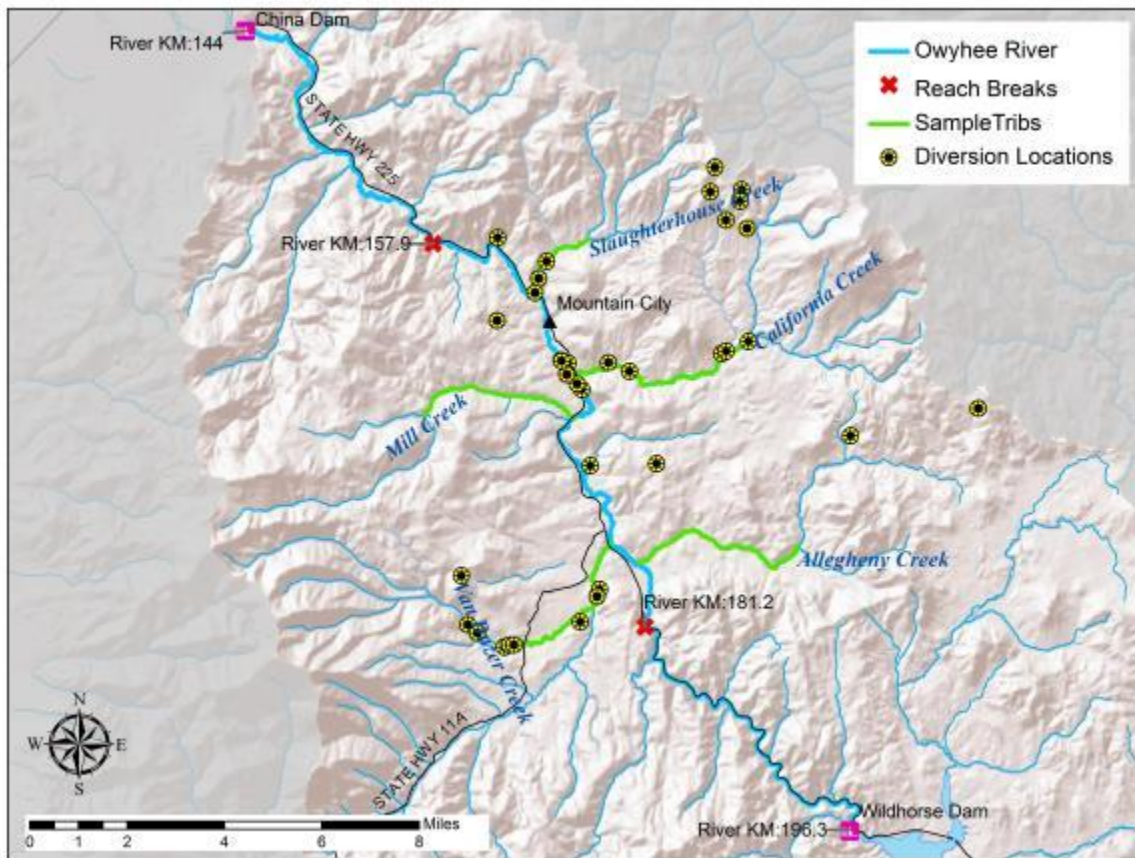 China Dam
River KM:144
Owyhee River
Reach Breaks
SampleTribs
Diversion Locations
STATE HWY 225
River KM:157.9
Slaughterhouse Creek
Mountain City
California Creek
Mill Creek
Allegheny Creek
Van Duzer Creek
River KM:181.2
STATE HWY 11A
Wildhorse Dam
River KM:196.3
N
W
E
S
Miles
0 1 2 4 6 8